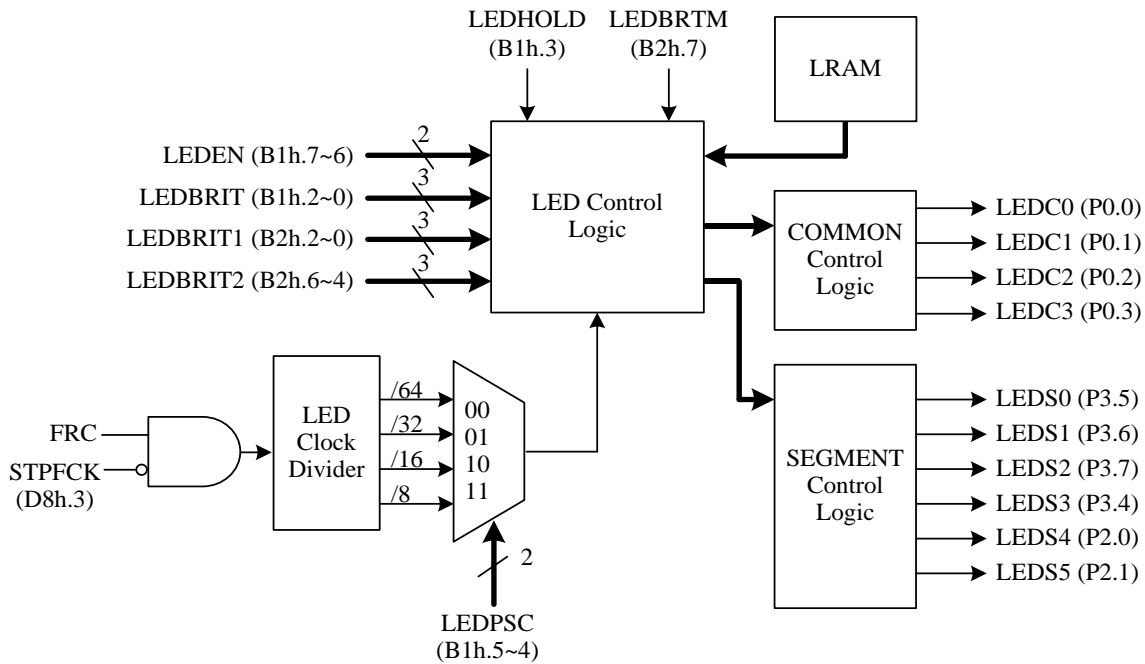 LEDHOLD
(B1h.3)
LEDBRTM
(B2h.7)
LRAM
LEDEN (B1h.7~6)
2
LEDBRIT (B1h.2~0)
3
LEDBRIT1 (B2h.2~0)
3
LEDBRIT2 (B2h.6~4)
3
LED Control
Logic
COMMON
Control
Logic
LEDC0 (P0.0)
LEDC1 (P0.1)
LEDC2 (P0.2)
LEDC3 (P0.3)
FRC
STPFCK
(D8h.3)
LED
Clock
Divider
/64
/32
/16
/8
00
01
10
11
2
LEDPSC
(B1h.5~4)
SEGMENT
Control
Logic
LEDS0 (P3.5)
LEDS1 (P3.6)
LEDS2 (P3.7)
LEDS3 (P3.4)
LEDS4 (P2.0)
LEDS5 (P2.1)